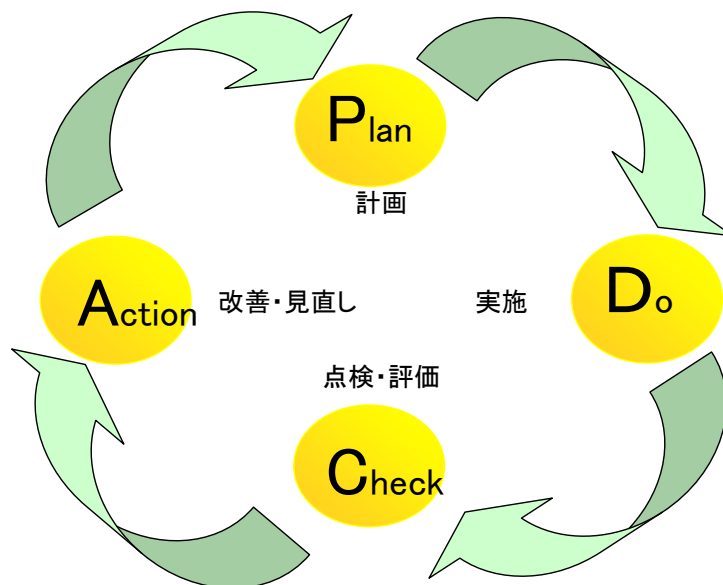 Plan
計画
Action
改善・見直し
実施
Do
点検・評価
Check